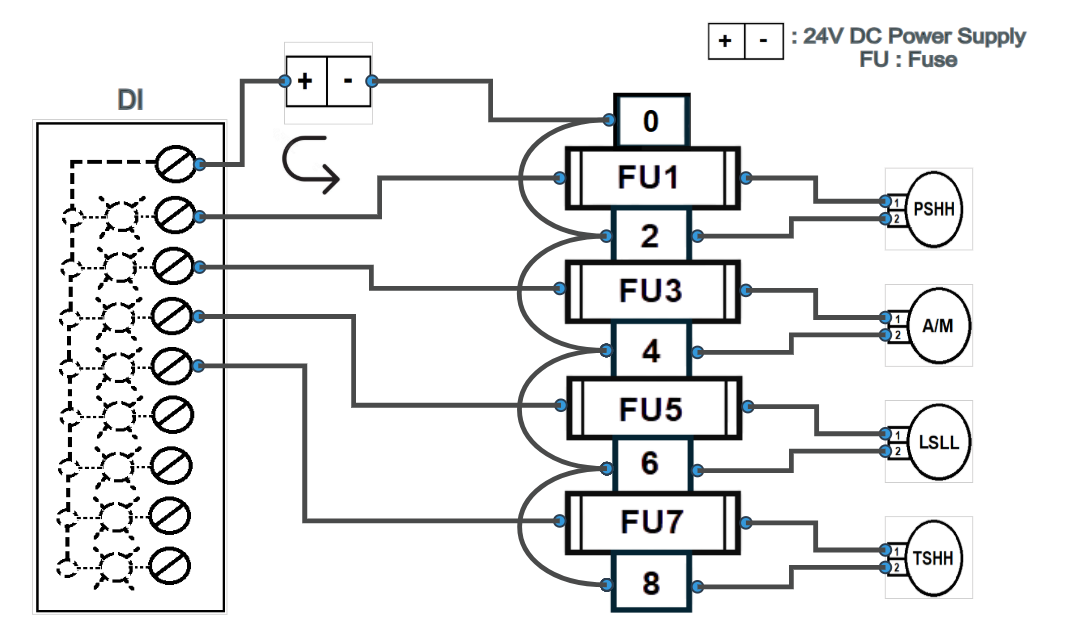 + - : 24V DC Power Supply
FU : Fuse
+ -
DI
0
FU1
1
2
PSHH
2
FU3
1
2
A/M
4
FU5
1
2
LSLL
6
FU7
1
2
TSHH
8